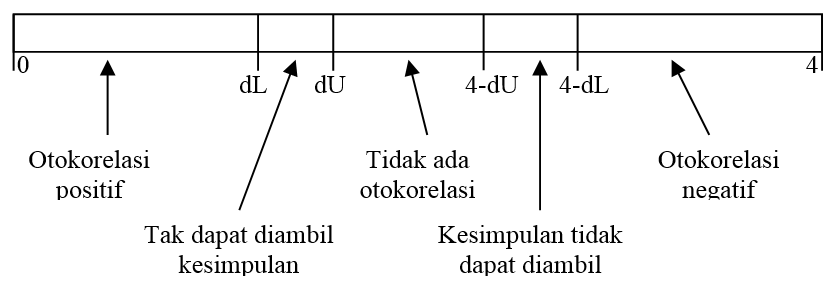 0
dL
dU
4-dU
4-dL
4
Otokorelasi
positif
Tidak ada
otokorelasi
Otokorelasi
negatif
Tak dapat diambil
kesimpulan
Kesimpulan tidak
dapat diambil